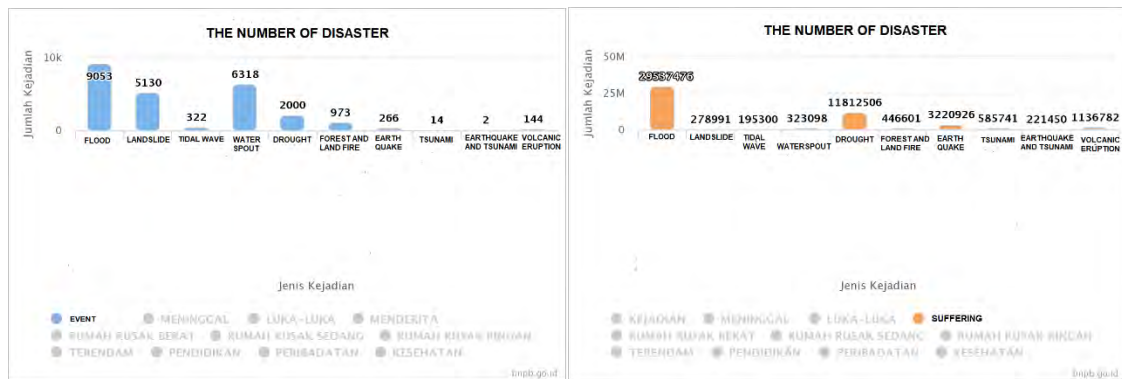 THE NUMBER OF DISASTER
Jumlah Kejadian
10k
0
9053
5130
322
6318
2000
973
266
14
2
144
FLOOD
LANDSLIDE
TIDAL WAVE
WATER SPOUT
DROUGHT
FOREST AND LAND FIRE
EARTH QUAKE
TSUNAMI
EARTHQUAKE AND TSUNAMI
VOLCANIC ERUPTION
Jenis Kejadian
EVENT
MENINGGAL
LUKA-LUKA
MENDERITA
RUMAH RUSAK BERAT
RUMAH RUSAK SEDANG
RUMAH RUSAK RINGAN
TERENDAM
PENDIDIKAN
PERIBADATAN
KESEHATAN
bnpb.go.id
THE NUMBER OF DISASTER
Jumlah Kejadian
50M
25M
0
29537476
278991
195300
323098
11812506
446601
3220926
585741
221450
1136782
FLOOD
LANDSLIDE
TIDAL WAVE
WATERSPOUT
DROUGHT
FOREST AND LAND FIRE
EARTH QUAKE
TSUNAMI
EARTHQUAKE AND TSUNAMI
VOLCANIC ERUPTION
Jenis Kejadian
KEJADIAN
MENINGGAL
LUKA-LUKA
SUFFERING
RUMAH RUSAK BERAT
RUMAH RUSAK SEDANG
RUMAH RUSAK RINGAN
TERENDAM
PENDIDIKAN
PERIBADATAN
KESEHATAN
bnpb.go.id